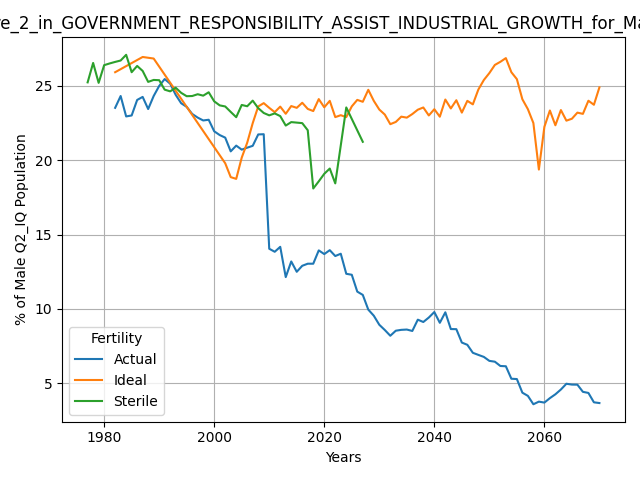 re_2_in_GOVERNMENT_RESPONSIBILITY_ASSIST_INDUSTRIAL_GROWTH_for_Ma
% of Male Q2_IQ Population
25
20
15
10
5
Fertility
Actual
Ideal
Sterile
1980
2000
2020
2040
2060
Years